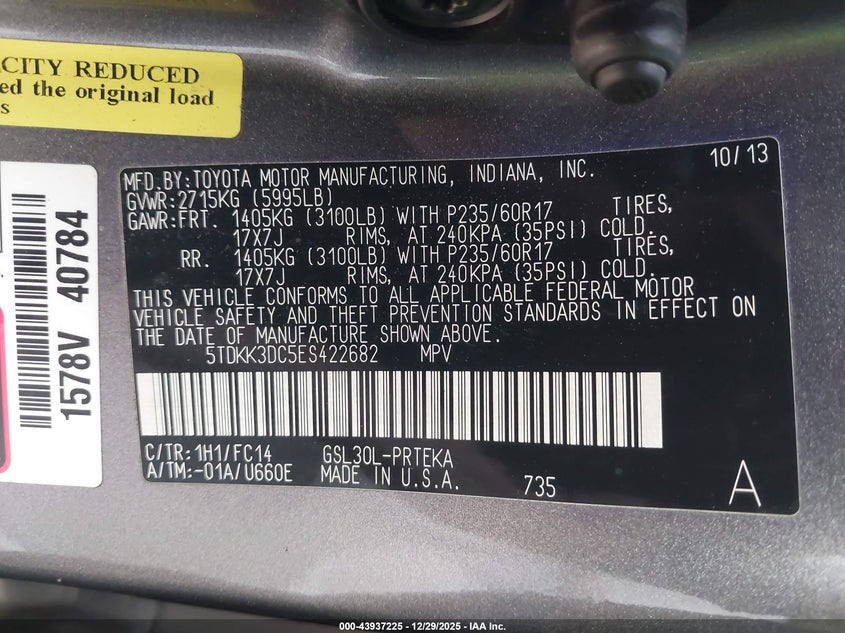 CITY REDUCED
ed the original load
s
1578V 40784
MFD.BY:TOYOTA MOTOR MANUFACTURING, INDIANA, INC. 10/13
GVWR:2715KG (5995LB)
GAWR:FRT. 1405KG (3100LB) WITH P235/60R17 TIRES,
17X7J RIMS, AT 240KPA (35PSI) COLD.
RR. 1405KG (3100LB) WITH P235/60R17 TIRES,
17X7J RIMS, AT 240KPA (35PSI) COLD.
THIS VEHICLE CONFORMS TO ALL APPLICABLE FEDERAL MOTOR
VEHICLE SAFETY AND THEFT PREVENTION STANDARDS IN EFFECT ON
THE DATE OF MANUFACTURE SHOWN ABOVE.
5TDKK3DC5ES422682 MPV
C/TR:1H1/FC14 GSL30L-PRTEKA
A/TM:-01A/U660E MADE IN U.S.A. 735 A
000-43937225 - 12/29/2025 - IAA Inc.